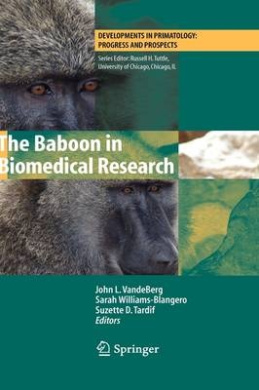 DEVELOPMENTS IN PRIMATOLOGY:
PROGRESS AND PROSPECTS
Series Editor: Russell H. Tuttle,
University of Chicago, Chicago, IL
The Baboon in
Biomedical Research
John L. VandeBerg
Sarah Williams-Blangero
Suzette D. Tardif
Editors
Springer